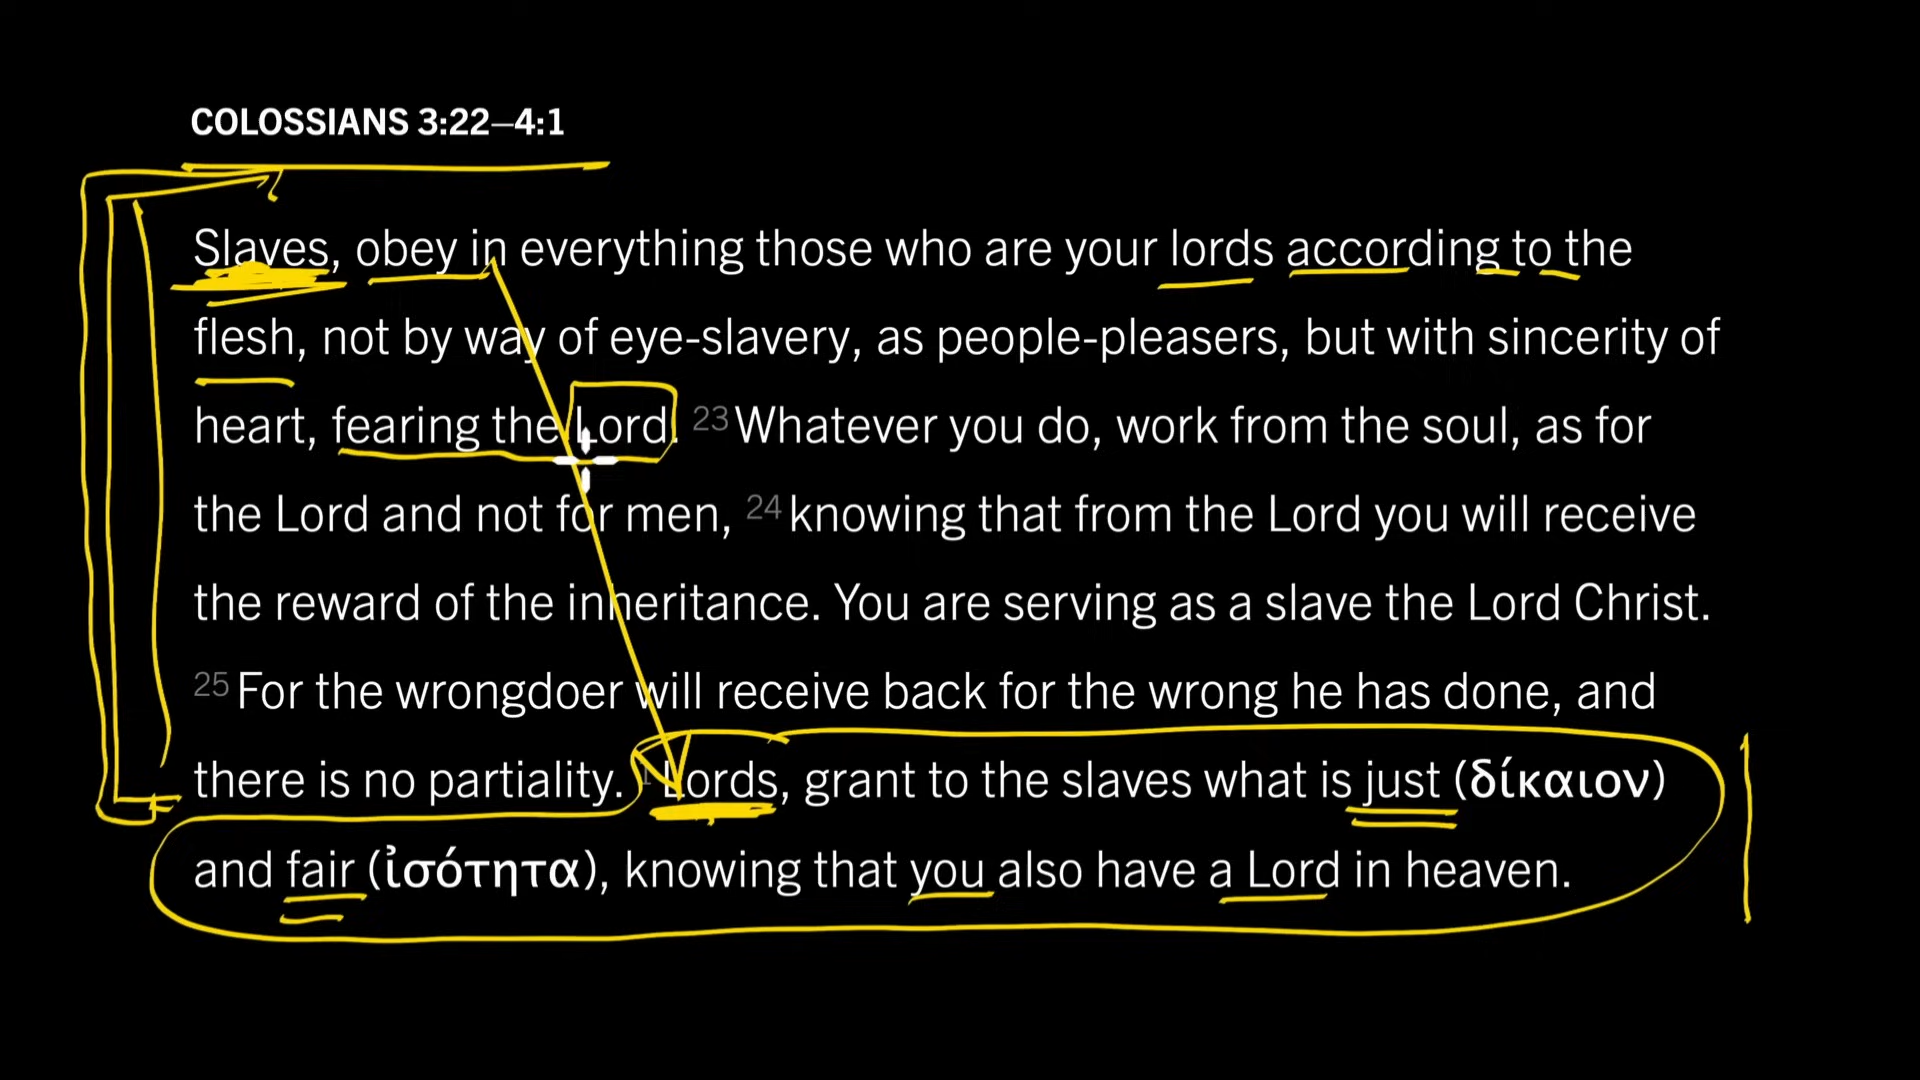 COLOSSIANS 3:22–4:1
Slaves, obey in everything those who are your lords according to the
flesh, not by way of eye-slavery, as people-pleasers, but with sincerity of
heart, fearing the Lord. 23 Whatever you do, work from the soul, as for
the Lord and not for men, 24 knowing that from the Lord you will receive
the reward of the inheritance. You are serving as a slave the Lord Christ.
25 For the wrongdoer will receive back for the wrong he has done, and
there is no partiality. 1 Lords, grant to the slaves what is just (δίκαιον)
and fair (ἰσότητα), knowing that you also have a Lord in heaven.